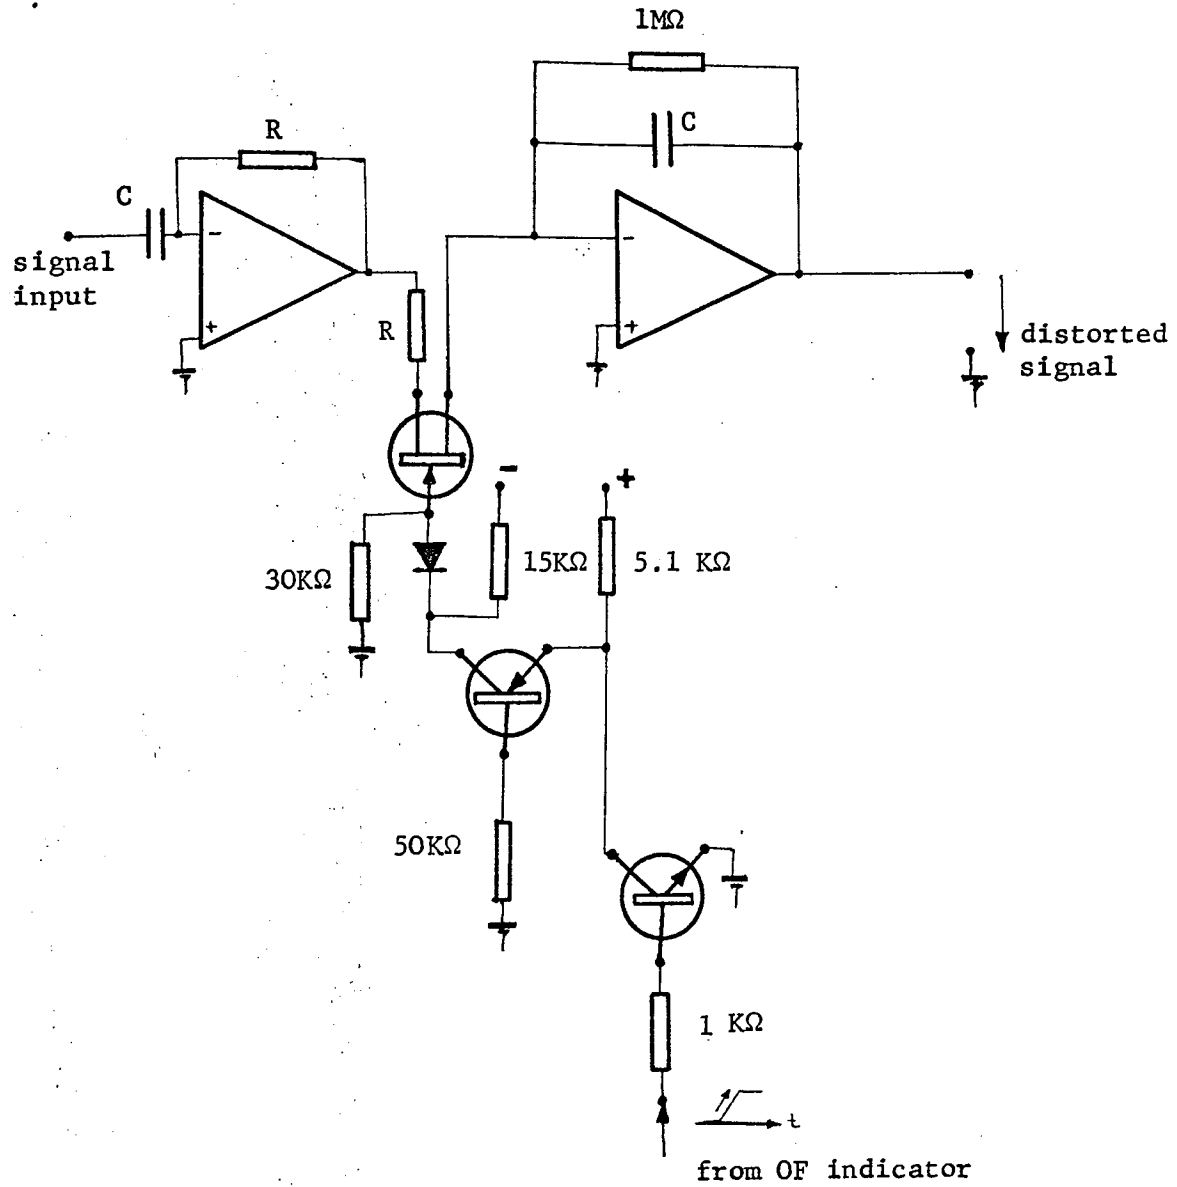 1MΩ
R
C
C
-
-
signal
input
+
R
+
distorted
signal
-
+
30KΩ
15KΩ
5.1 KΩ
50KΩ
1 KΩ
t
from OF indicator